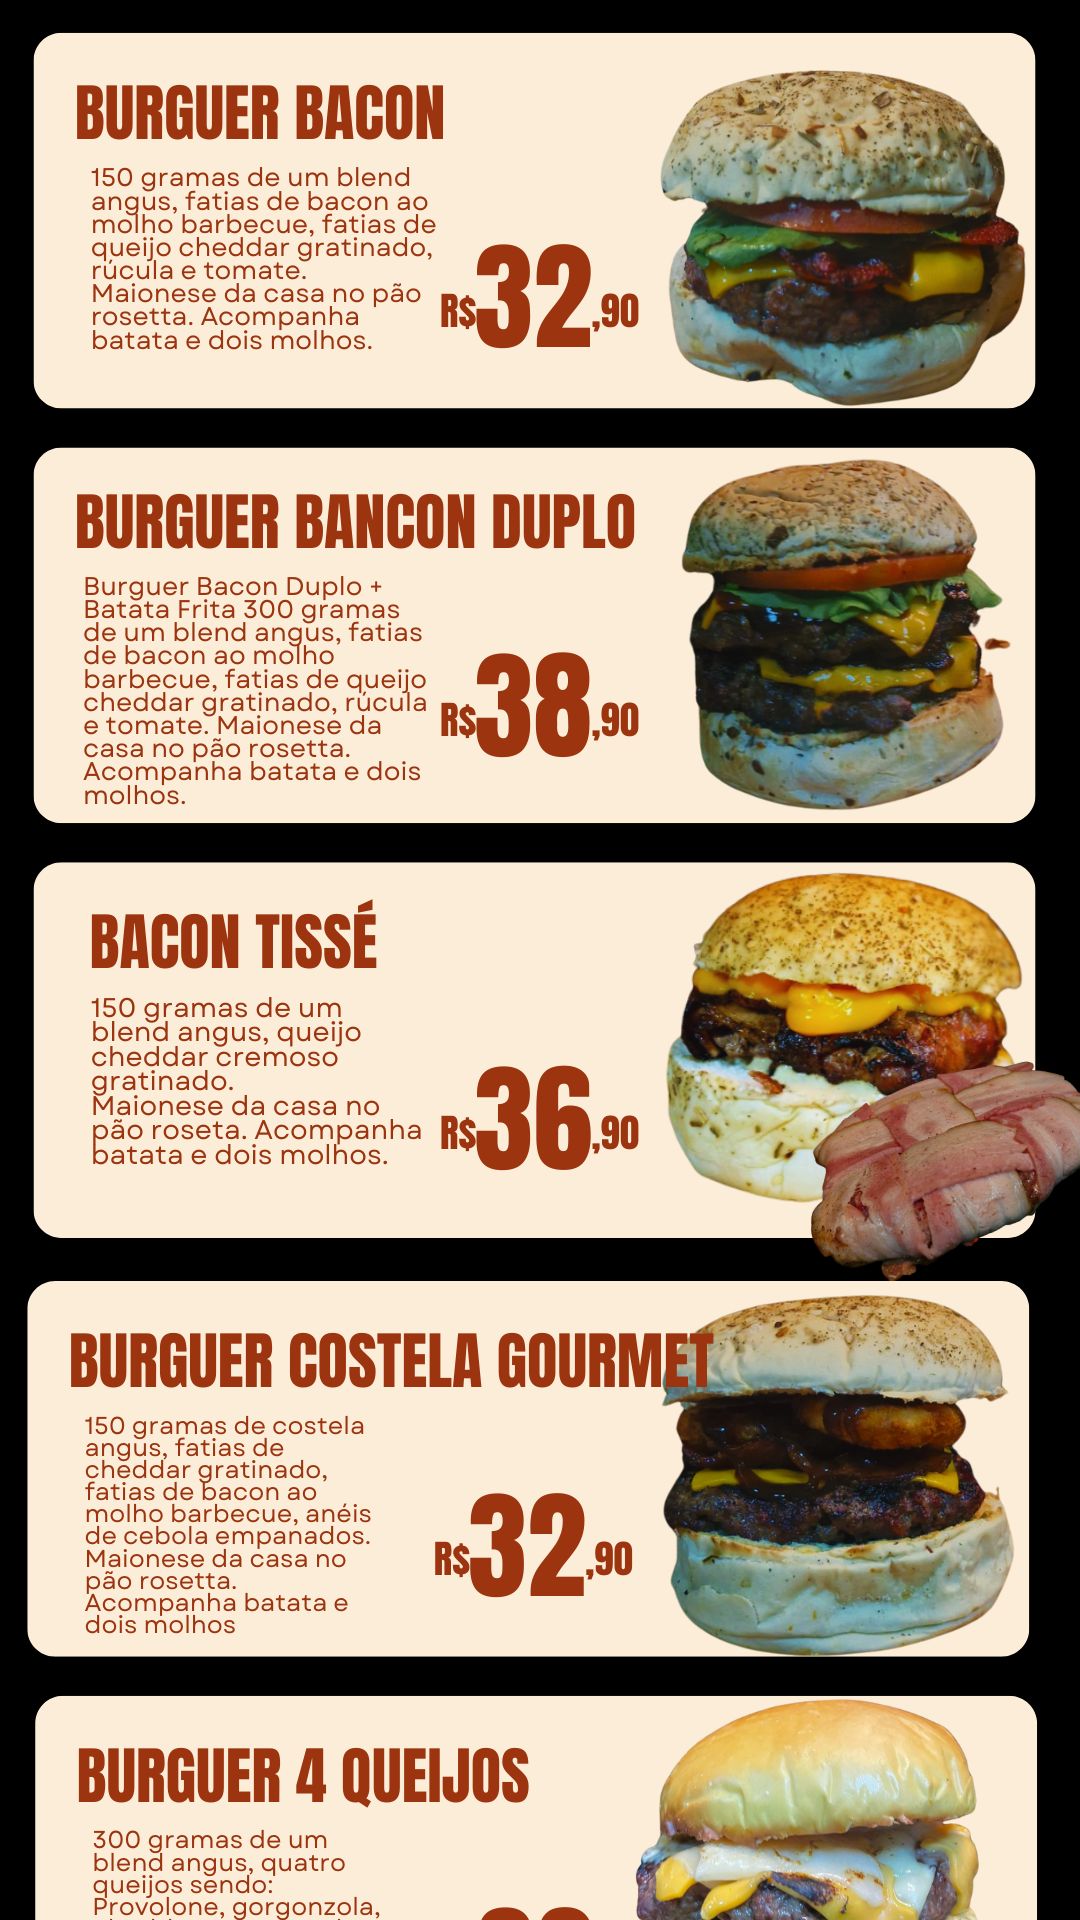 BURGUER BACON
150 gramas de um blend
angus, fatias de bacon ao
molho barbecue, fatias de
queijo cheddar gratinado,
rúcula e tomate.
Maionese da casa no pão
rosetta. Acompanha
batata e dois molhos.
R$32,90
BURGUER BANCON DUPLO
Burguer Bacon Duplo +
Batata Frita 300 gramas
de um blend angus, fatias
de bacon ao molho
barbecue, fatias de queijo
cheddar gratinado, rúcula
e tomate. Maionese da
casa no pão rosetta.
Acompanha batata e dois
molhos.
R$38,90
BACON TISSÉ
150 gramas de um
blend angus, queijo
cheddar cremoso
gratinado.
Maionese da casa no
pão roseta. Acompanha
batata e dois molhos.
R$36,90
BURGUER COSTELA GOURMET
150 gramas de costela
angus, fatias de
cheddar gratinado,
fatias de bacon ao
molho barbecue, anéis
de cebola empanados.
Maionese da casa no
pão rosetta.
Acompanha batata e
dois molhos
R$32,90
BURGUER 4 QUEIJOS
300 gramas de um
blend angus, quatro
queijos sendo:
Provolone, gorgonzola,